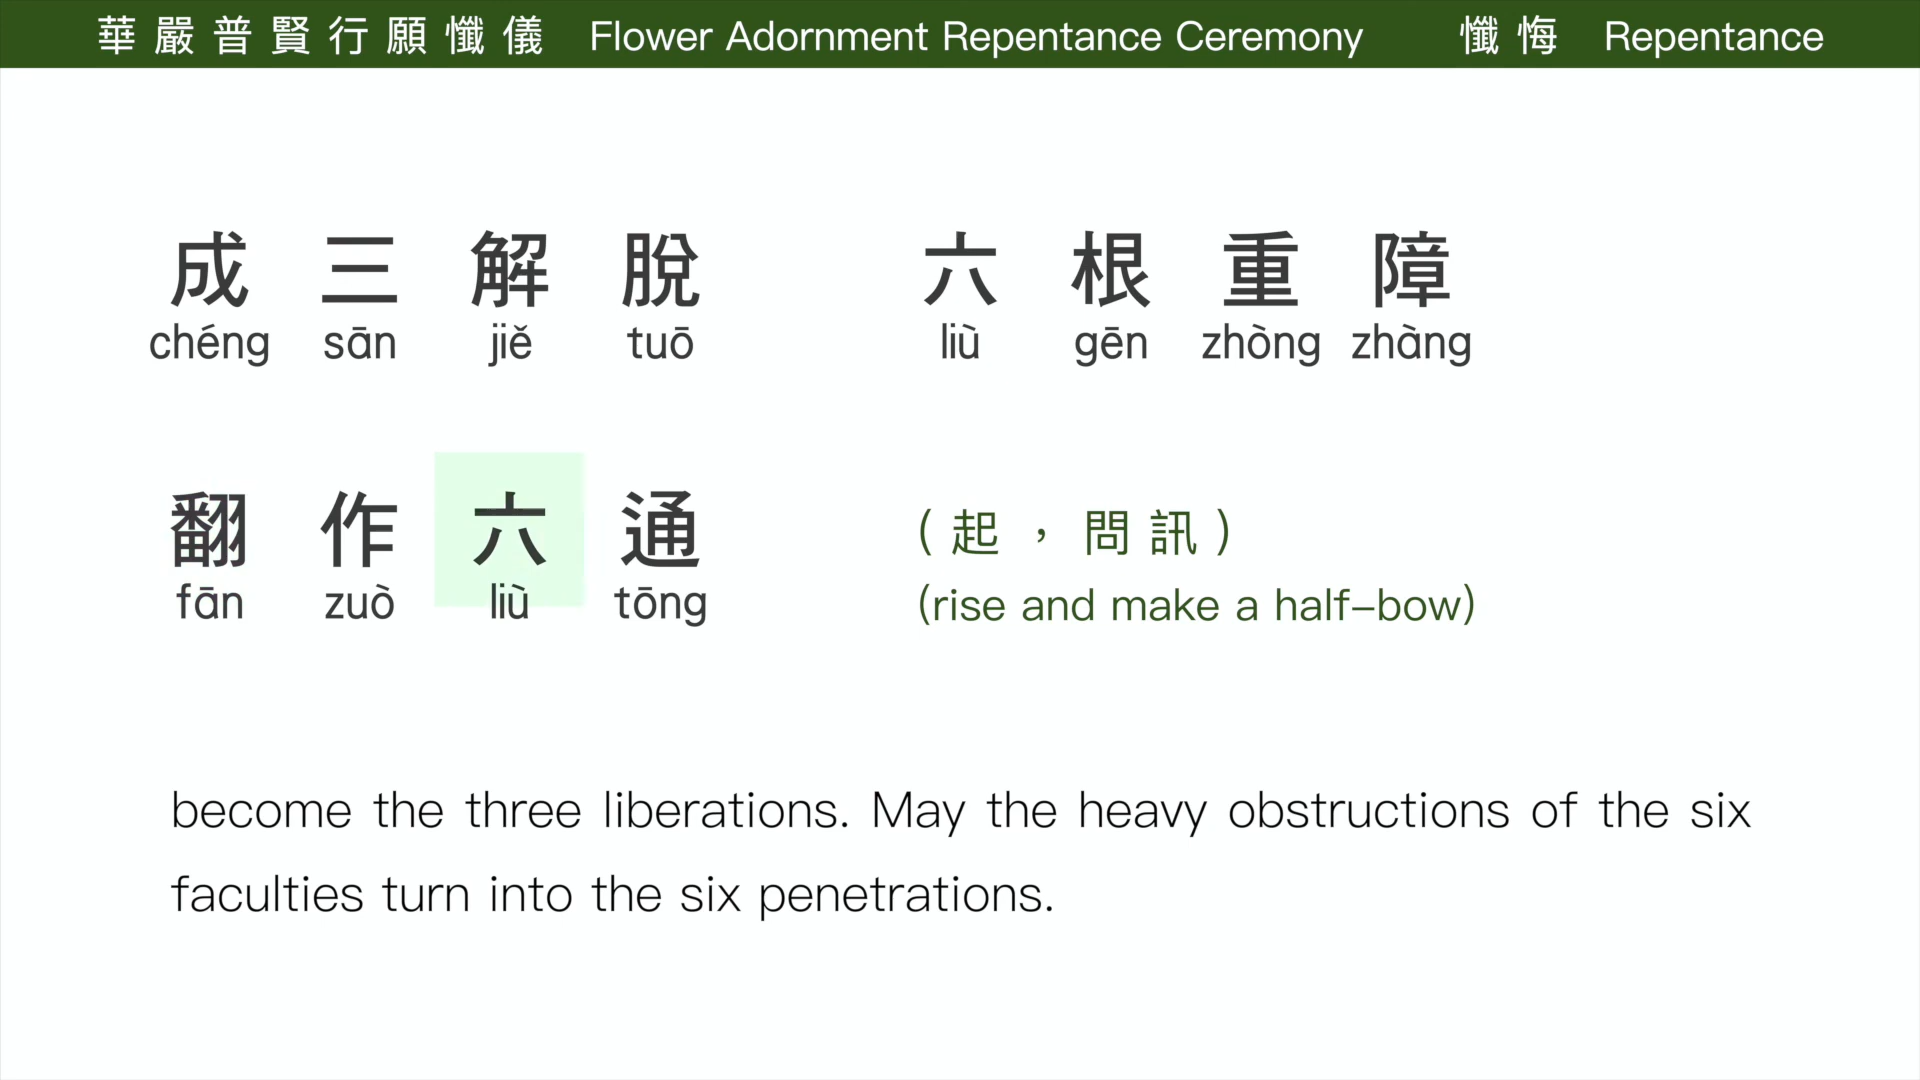 華嚴普賢行願懺儀 Flower Adornment Repentance Ceremony 懺悔 Repentance
成三解脫 六根重障
chéng sān jiě tuō liù gēn zhòng zhàng
翻作六通 (起，問訊)
fān zuò liù tōng (rise and make a half-bow)
become the three liberations. May the heavy obstructions of the six
faculties turn into the six penetrations.